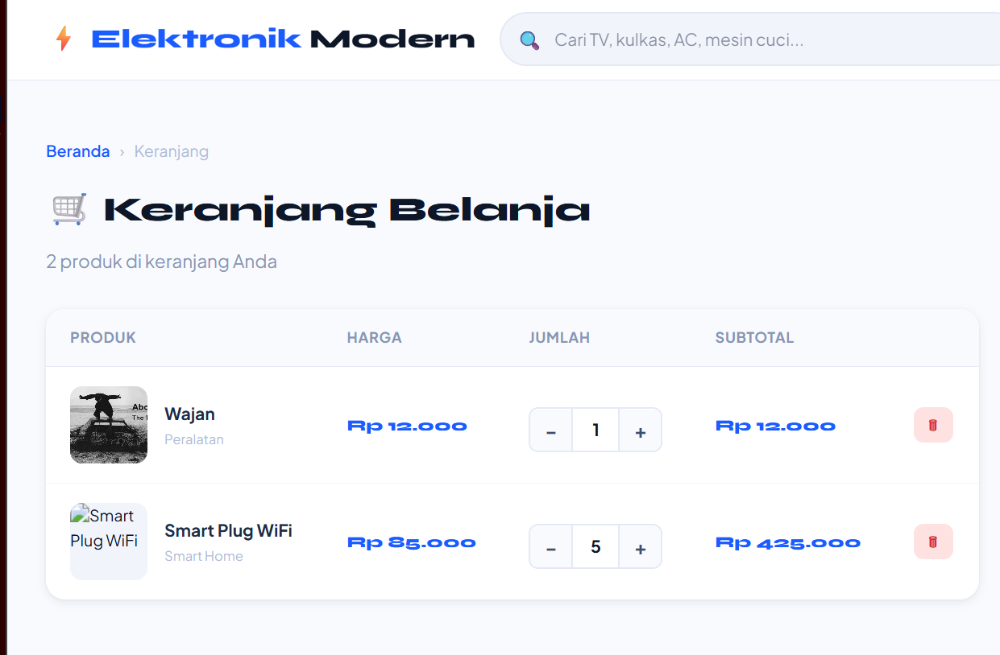 Elektronik Modern
Cari TV, kulkas, AC, mesin cuci...
Beranda › Keranjang
Keranjang Belanja
2 produk di keranjang Anda
PRODUK HARGA JUMLAH SUBTOTAL
Abo
The
Wajan
Peralatan
Rp 12.000 − 1 + Rp 12.000
Smart
Plug WiFi
Smart Plug WiFi
Smart Home
Rp 85.000 − 5 + Rp 425.000